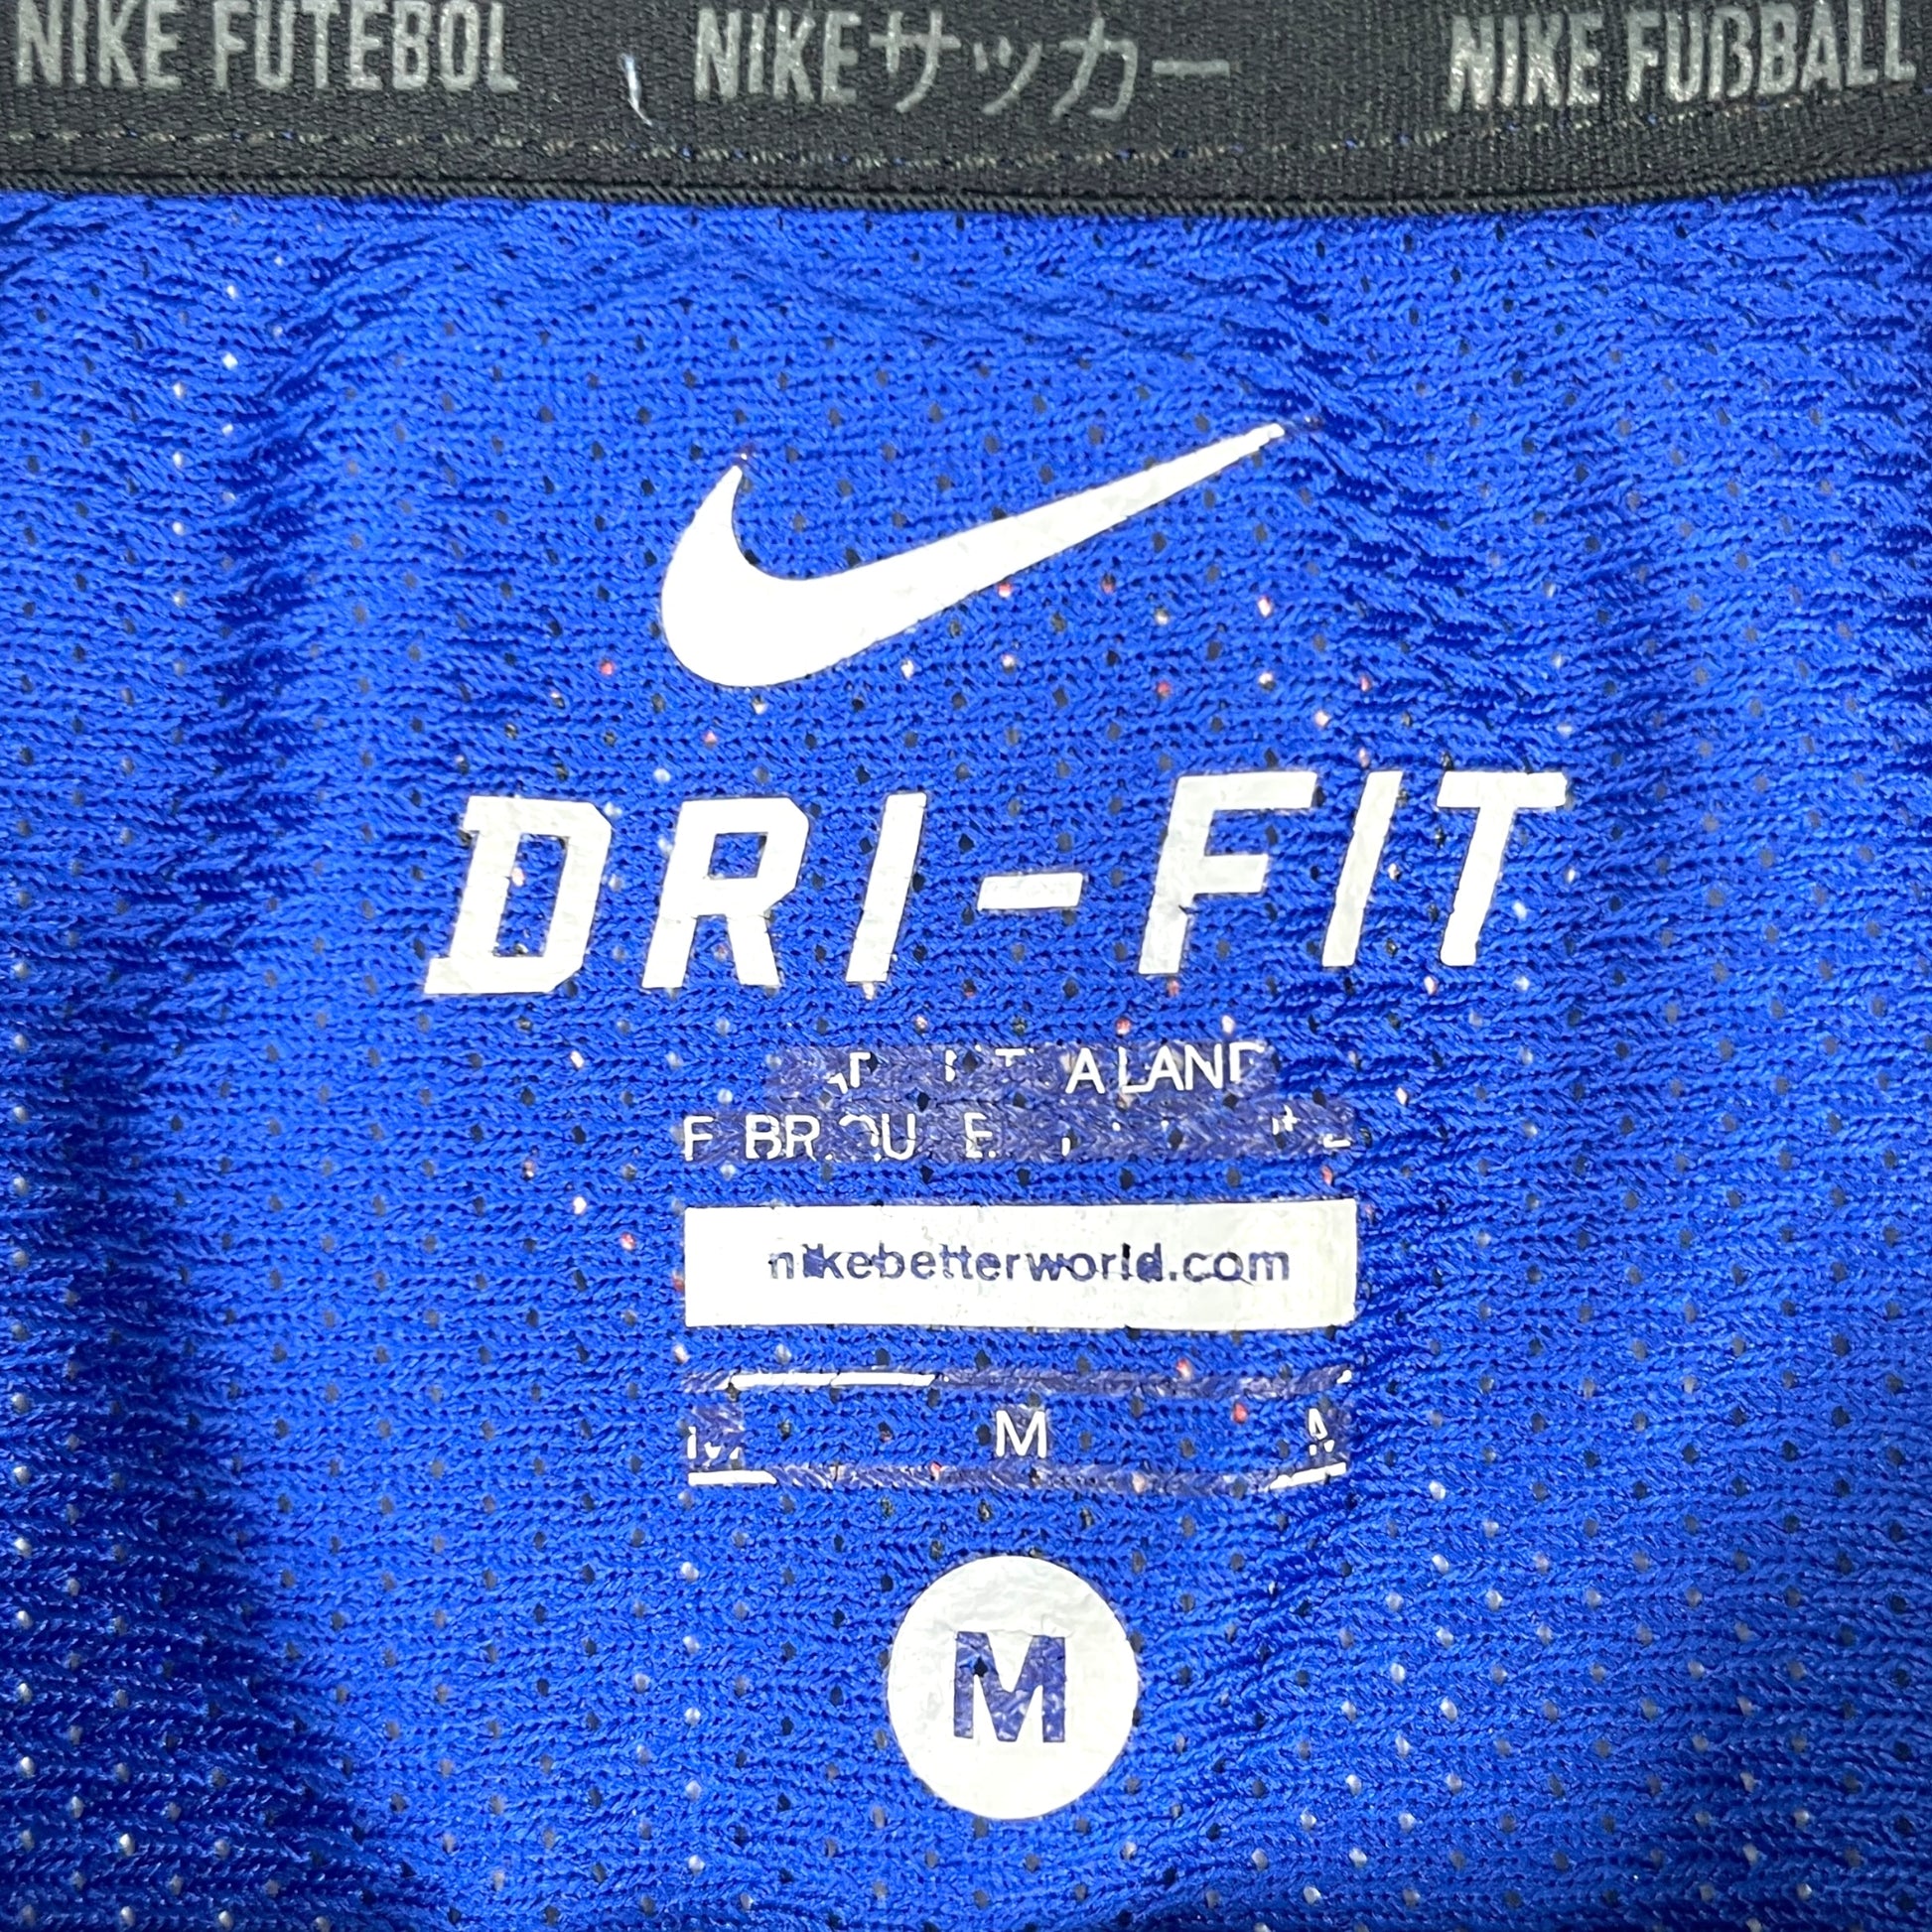 NIKE FUTEBOL NIKEサッカー NIKE FUßBALL
DRI-FIT
nikebetterworld.com
M M M
M